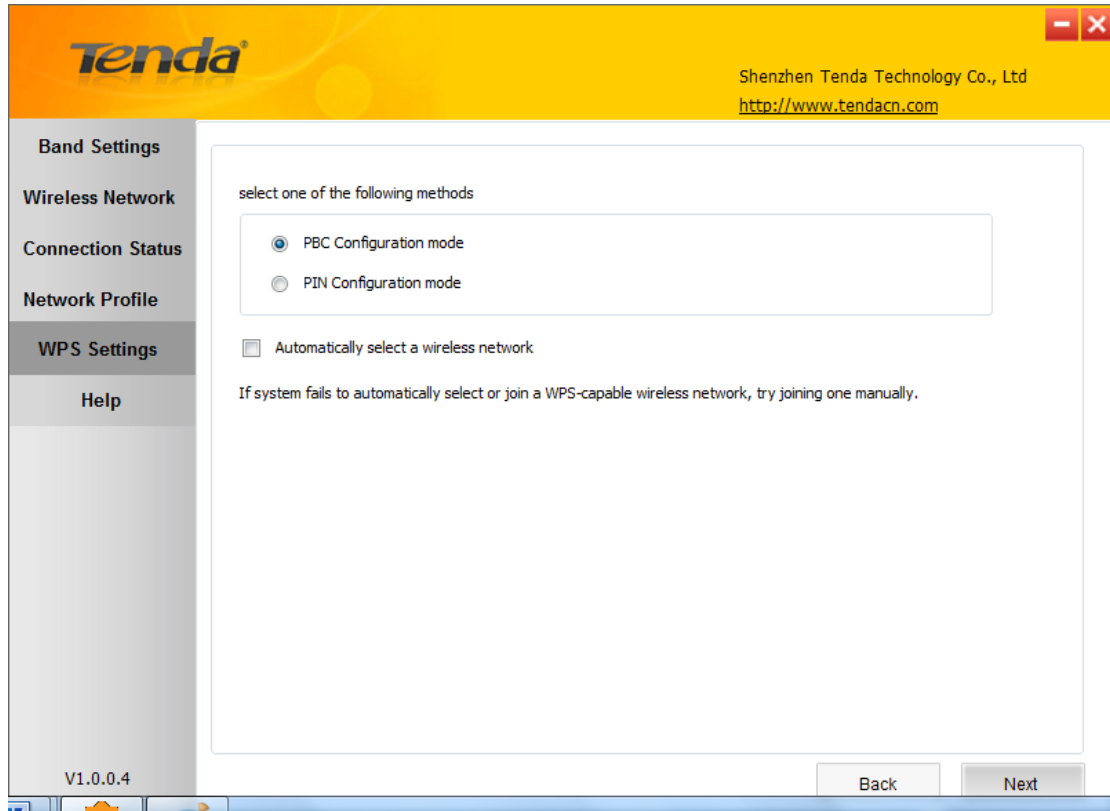 Tenda®
Shenzhen Tenda Technology Co., Ltd
http://www.tendacn.com
Band Settings
Wireless Network
Connection Status
Network Profile
WPS Settings
Help
select one of the following methods
PBC Configuration mode
PIN Configuration mode
Automatically select a wireless network
If system fails to automatically select or join a WPS-capable wireless network, try joining one manually.
V1.0.0.4
Back
Next